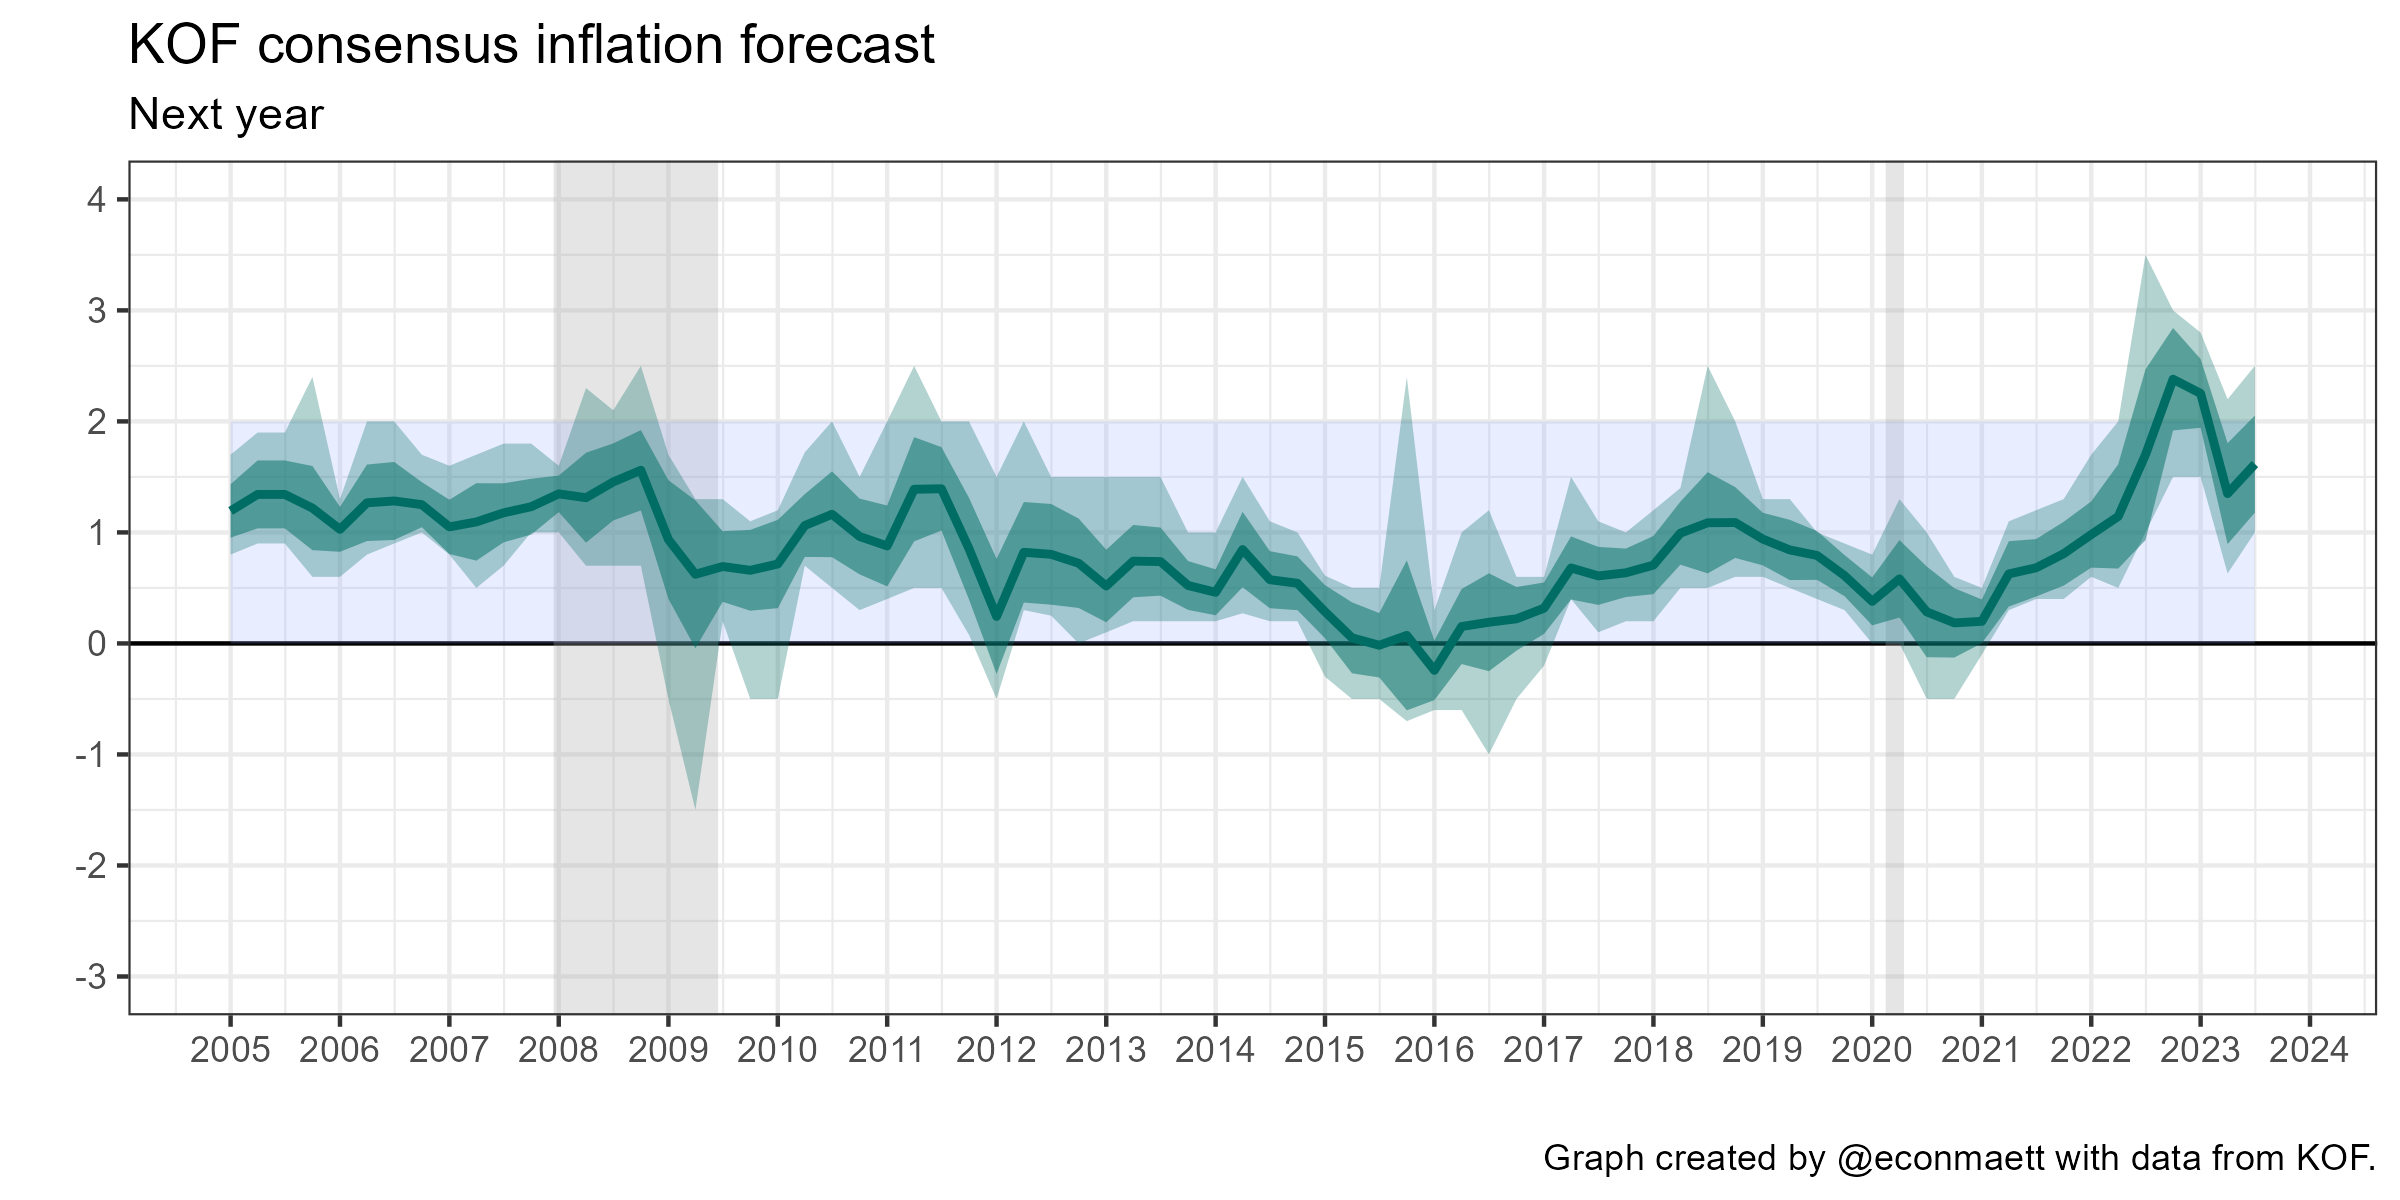 KOF consensus inflation forecast
Next year
4
3
2
1
0
-1
-2
-3
2005 2006 2007 2008 2009 2010 2011 2012 2013 2014 2015 2016 2017 2018 2019 2020 2021 2022 2023 2024
Graph created by @econmaett with data from KOF.